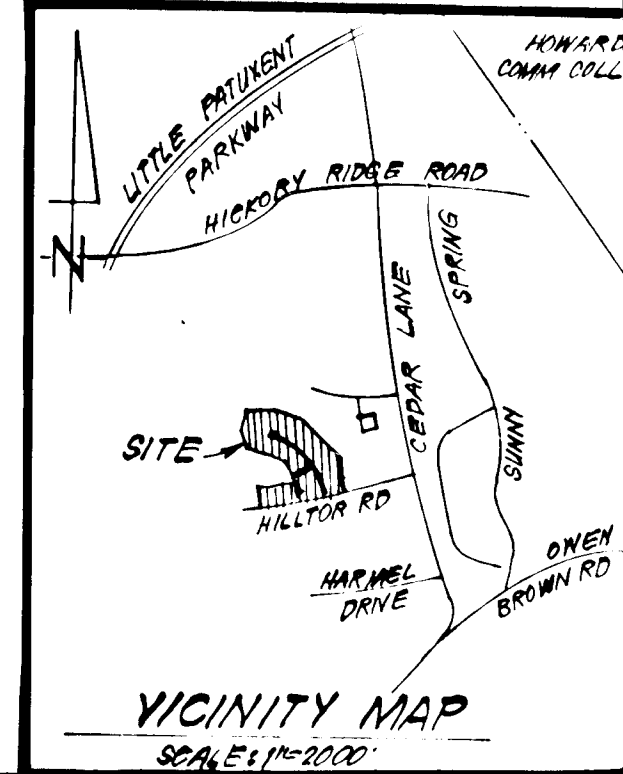 HOWARD
COMM COLL
LITTLE PATUXENT
PARKWAY
HICKORY RIDGE ROAD
N
SPRING
CEDAR LANE
SITE
SUNNY
HILLTOR RD
OWEN
BROWN RD
HARMEL
DRIVE
VICINITY MAP
SCALE: 1"=2000'